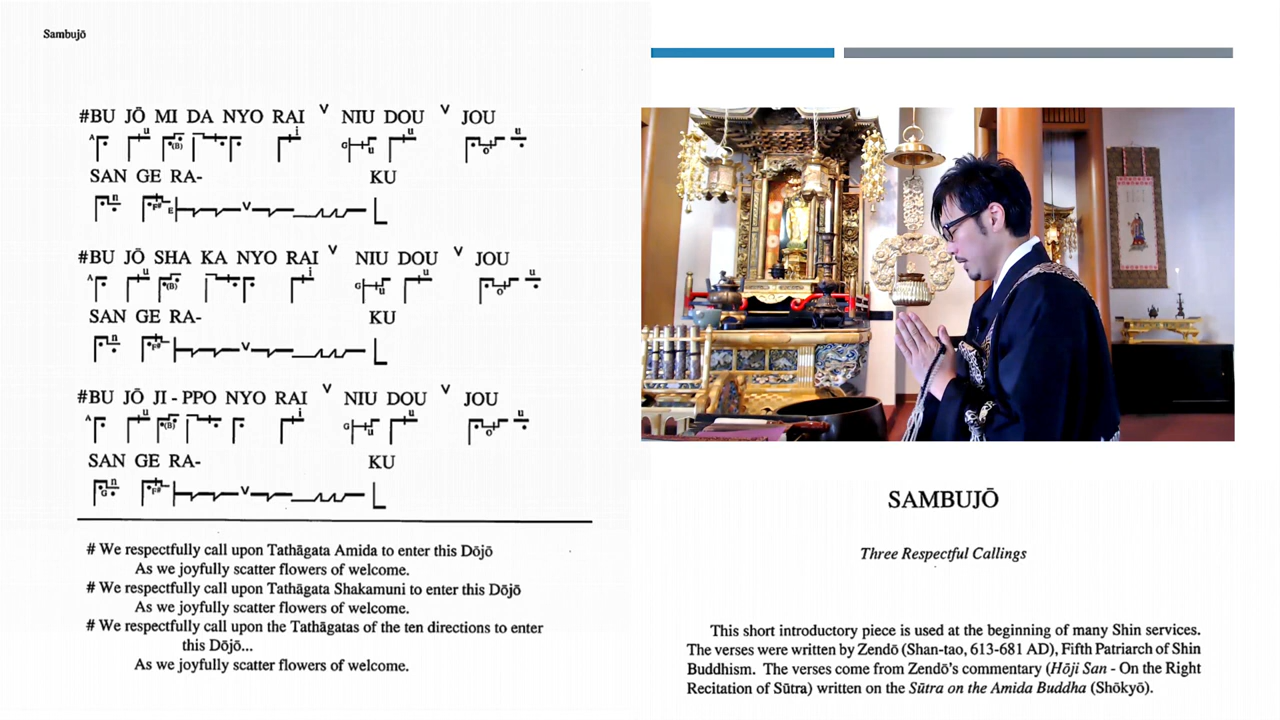 Sambujō
#BU JŌ MI DA NYO RAI v NIU DOU v JOU
A u (B) i G u u O u
SAN GE RA- KU
n F# E v
#BU JŌ SHA KA NYO RAI v NIU DOU v JOU
A u (B) i G u u O u
SAN GE RA- KU
n F# v
#BU JŌ JI - PPO NYO RAI v NIU DOU v JOU
A u (B) i G u u O u
SAN GE RA- KU
G n F# v
# We respectfully call upon Tathāgata Amida to enter this Dōjō
As we joyfully scatter flowers of welcome.
# We respectfully call upon Tathāgata Shakamuni to enter this Dōjō
As we joyfully scatter flowers of welcome.
# We respectfully call upon the Tathāgatas of the ten directions to enter
this Dōjō...
As we joyfully scatter flowers of welcome.
SAMBUJŌ
Three Respectful Callings
This short introductory piece is used at the beginning of many Shin services.
The verses were written by Zendō (Shan-tao, 613-681 AD), Fifth Patriarch of Shin
Buddhism. The verses come from Zendō's commentary (Hōji San - On the Right
Recitation of Sūtra) written on the Sūtra on the Amida Buddha (Shōkyō).